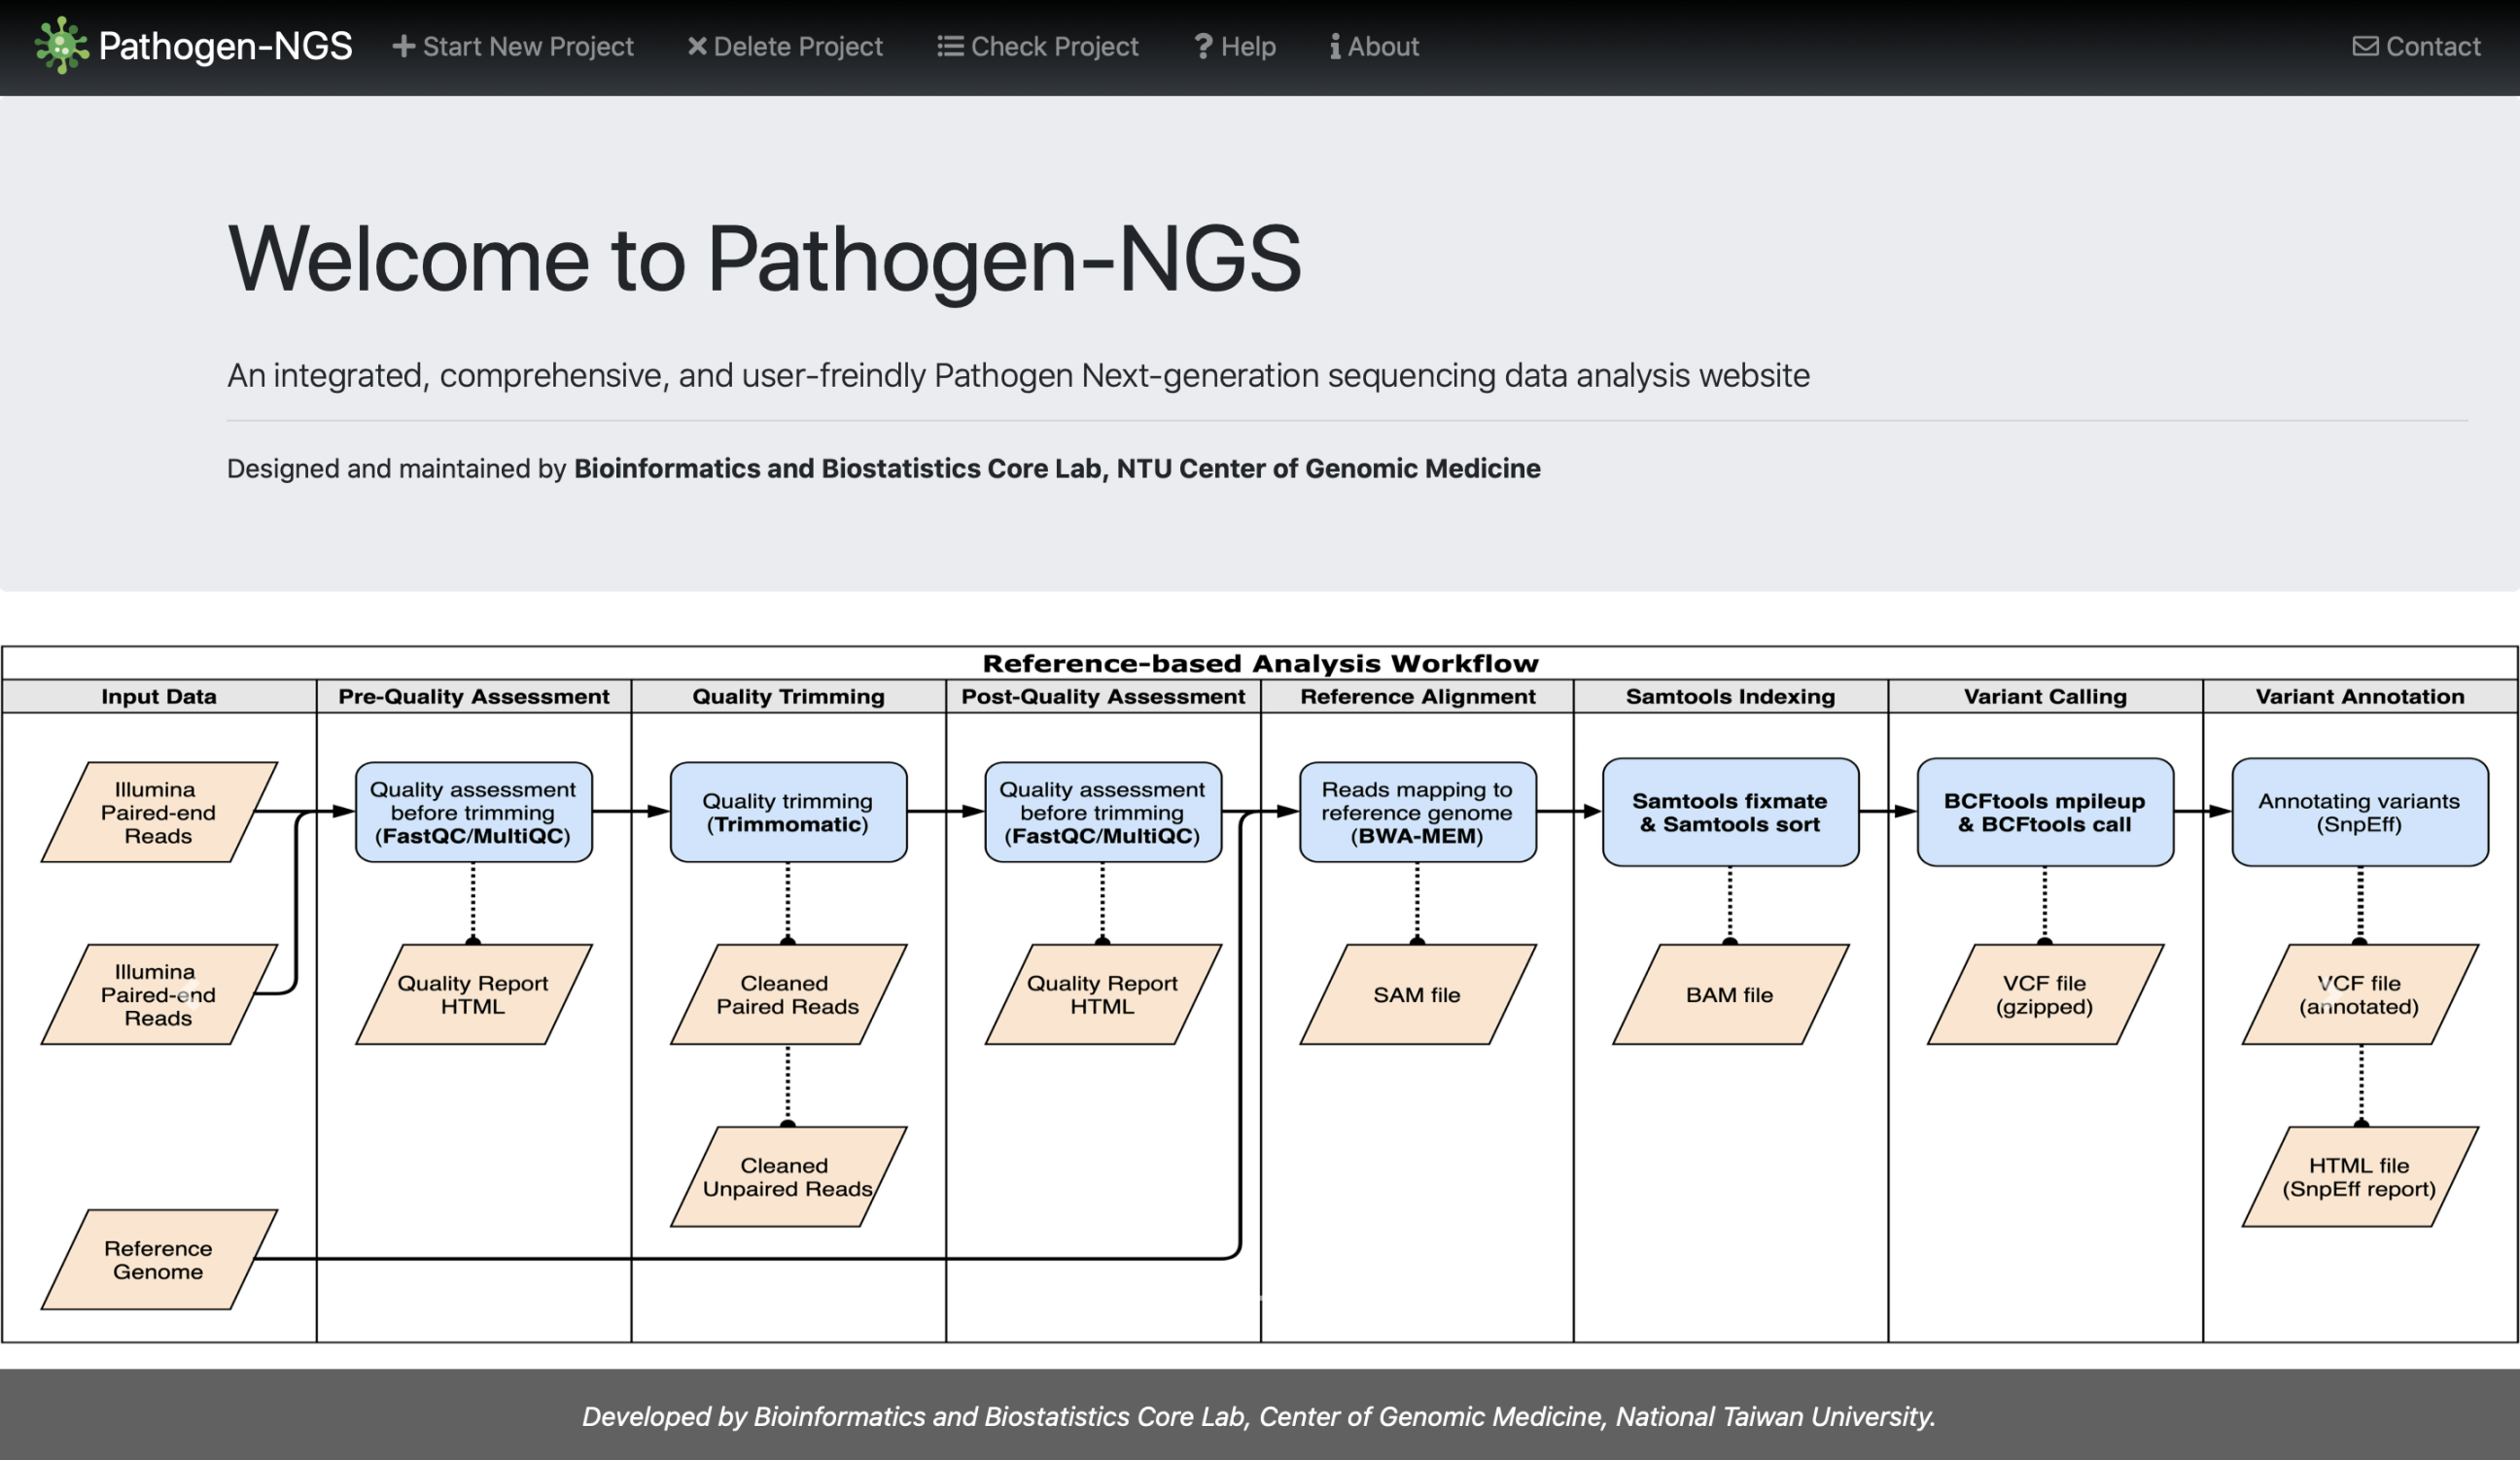 Pathogen-NGS
Start New Project
Delete Project
Check Project
Help
About
Contact
Welcome to Pathogen-NGS
An integrated, comprehensive, and user-freindly Pathogen Next-generation sequencing data analysis website
Designed and maintained by Bioinformatics and Biostatistics Core Lab, NTU Center of Genomic Medicine
Reference-based Analysis Workflow
Input Data
Pre-Quality Assessment
Quality Trimming
Post-Quality Assessment
Reference Alignment
Samtools Indexing
Variant Calling
Variant Annotation
Illumina
Paired-end
Reads
Quality assessment
before trimming
(FastQC/MultiQC)
Quality trimming
(Trimmomatic)
Quality assessment
before trimming
(FastQC/MultiQC)
Reads mapping to
reference genome
(BWA-MEM)
Samtools fixmate
& Samtools sort
BCFtools mpileup
& BCFtools call
Annotating variants
(SnpEff)
Illumina
Paired-end
Reads
Quality Report
HTML
Cleaned
Paired Reads
Quality Report
HTML
SAM file
BAM file
VCF file
(gzipped)
VCF file
(annotated)
Cleaned
Unpaired Reads
HTML file
(SnpEff report)
Reference
Genome
Developed by Bioinformatics and Biostatistics Core Lab, Center of Genomic Medicine, National Taiwan University.